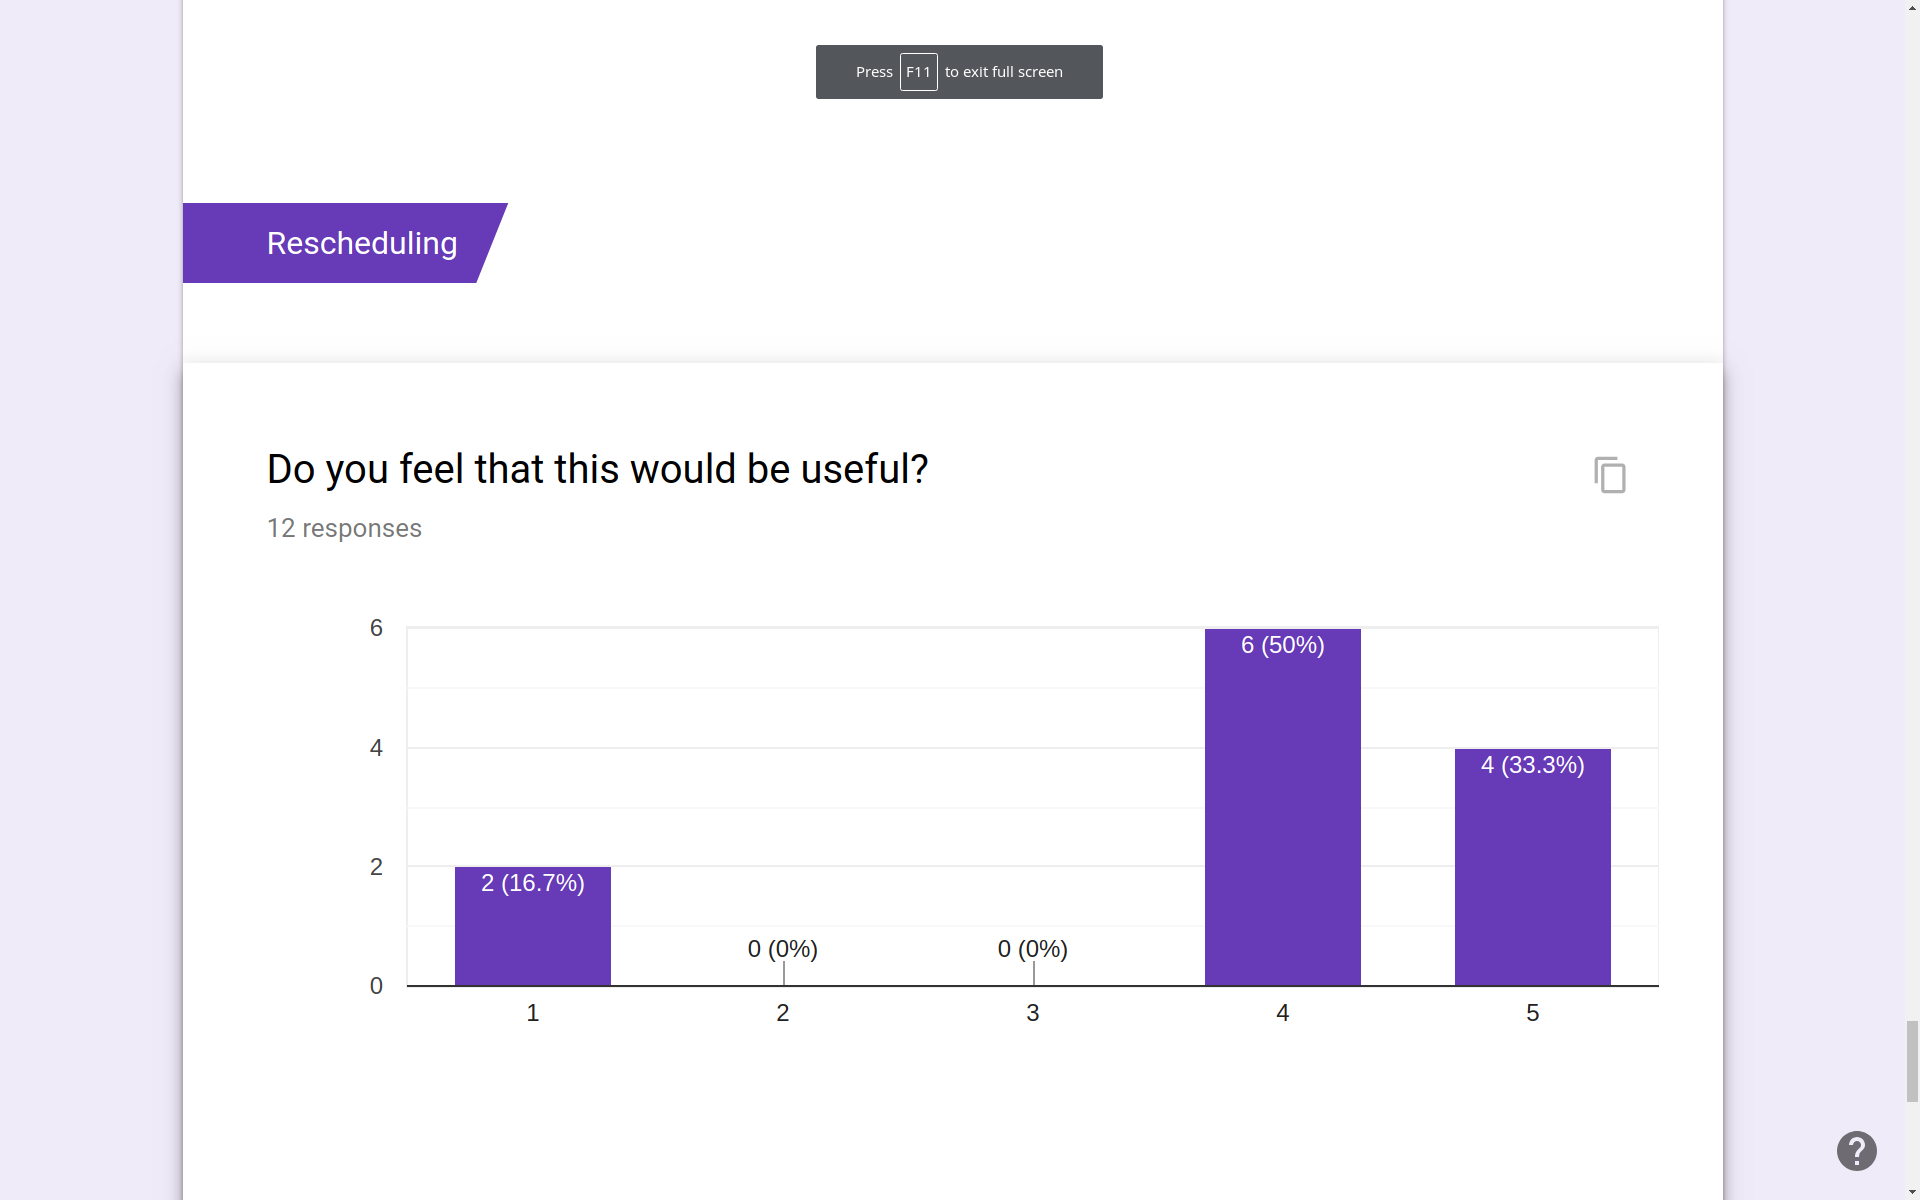 Press F11 to exit full screen
Rescheduling
Do you feel that this would be useful?
12 responses
6
4
2
0
2 (16.7%)
0 (0%)
0 (0%)
6 (50%)
4 (33.3%)
1 2 3 4 5